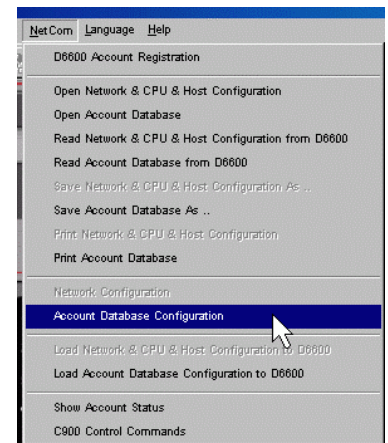 NetCom Language Help
D6600 Account Registration
Open Network & CPU & Host Configuration
Open Account Database
Read Network & CPU & Host Configuration from D6600
Read Account Database from D6600
Save Network & CPU & Host Configuration As ..
Save Account Database As ..
Print Network & CPU & Host Configuration
Print Account Database
Network Configuration
Account Database Configuration
Load Network & CPU & Host Configuration to D6600
Load Account Database Configuration to D6600
Show Account Status
C900 Control Commands